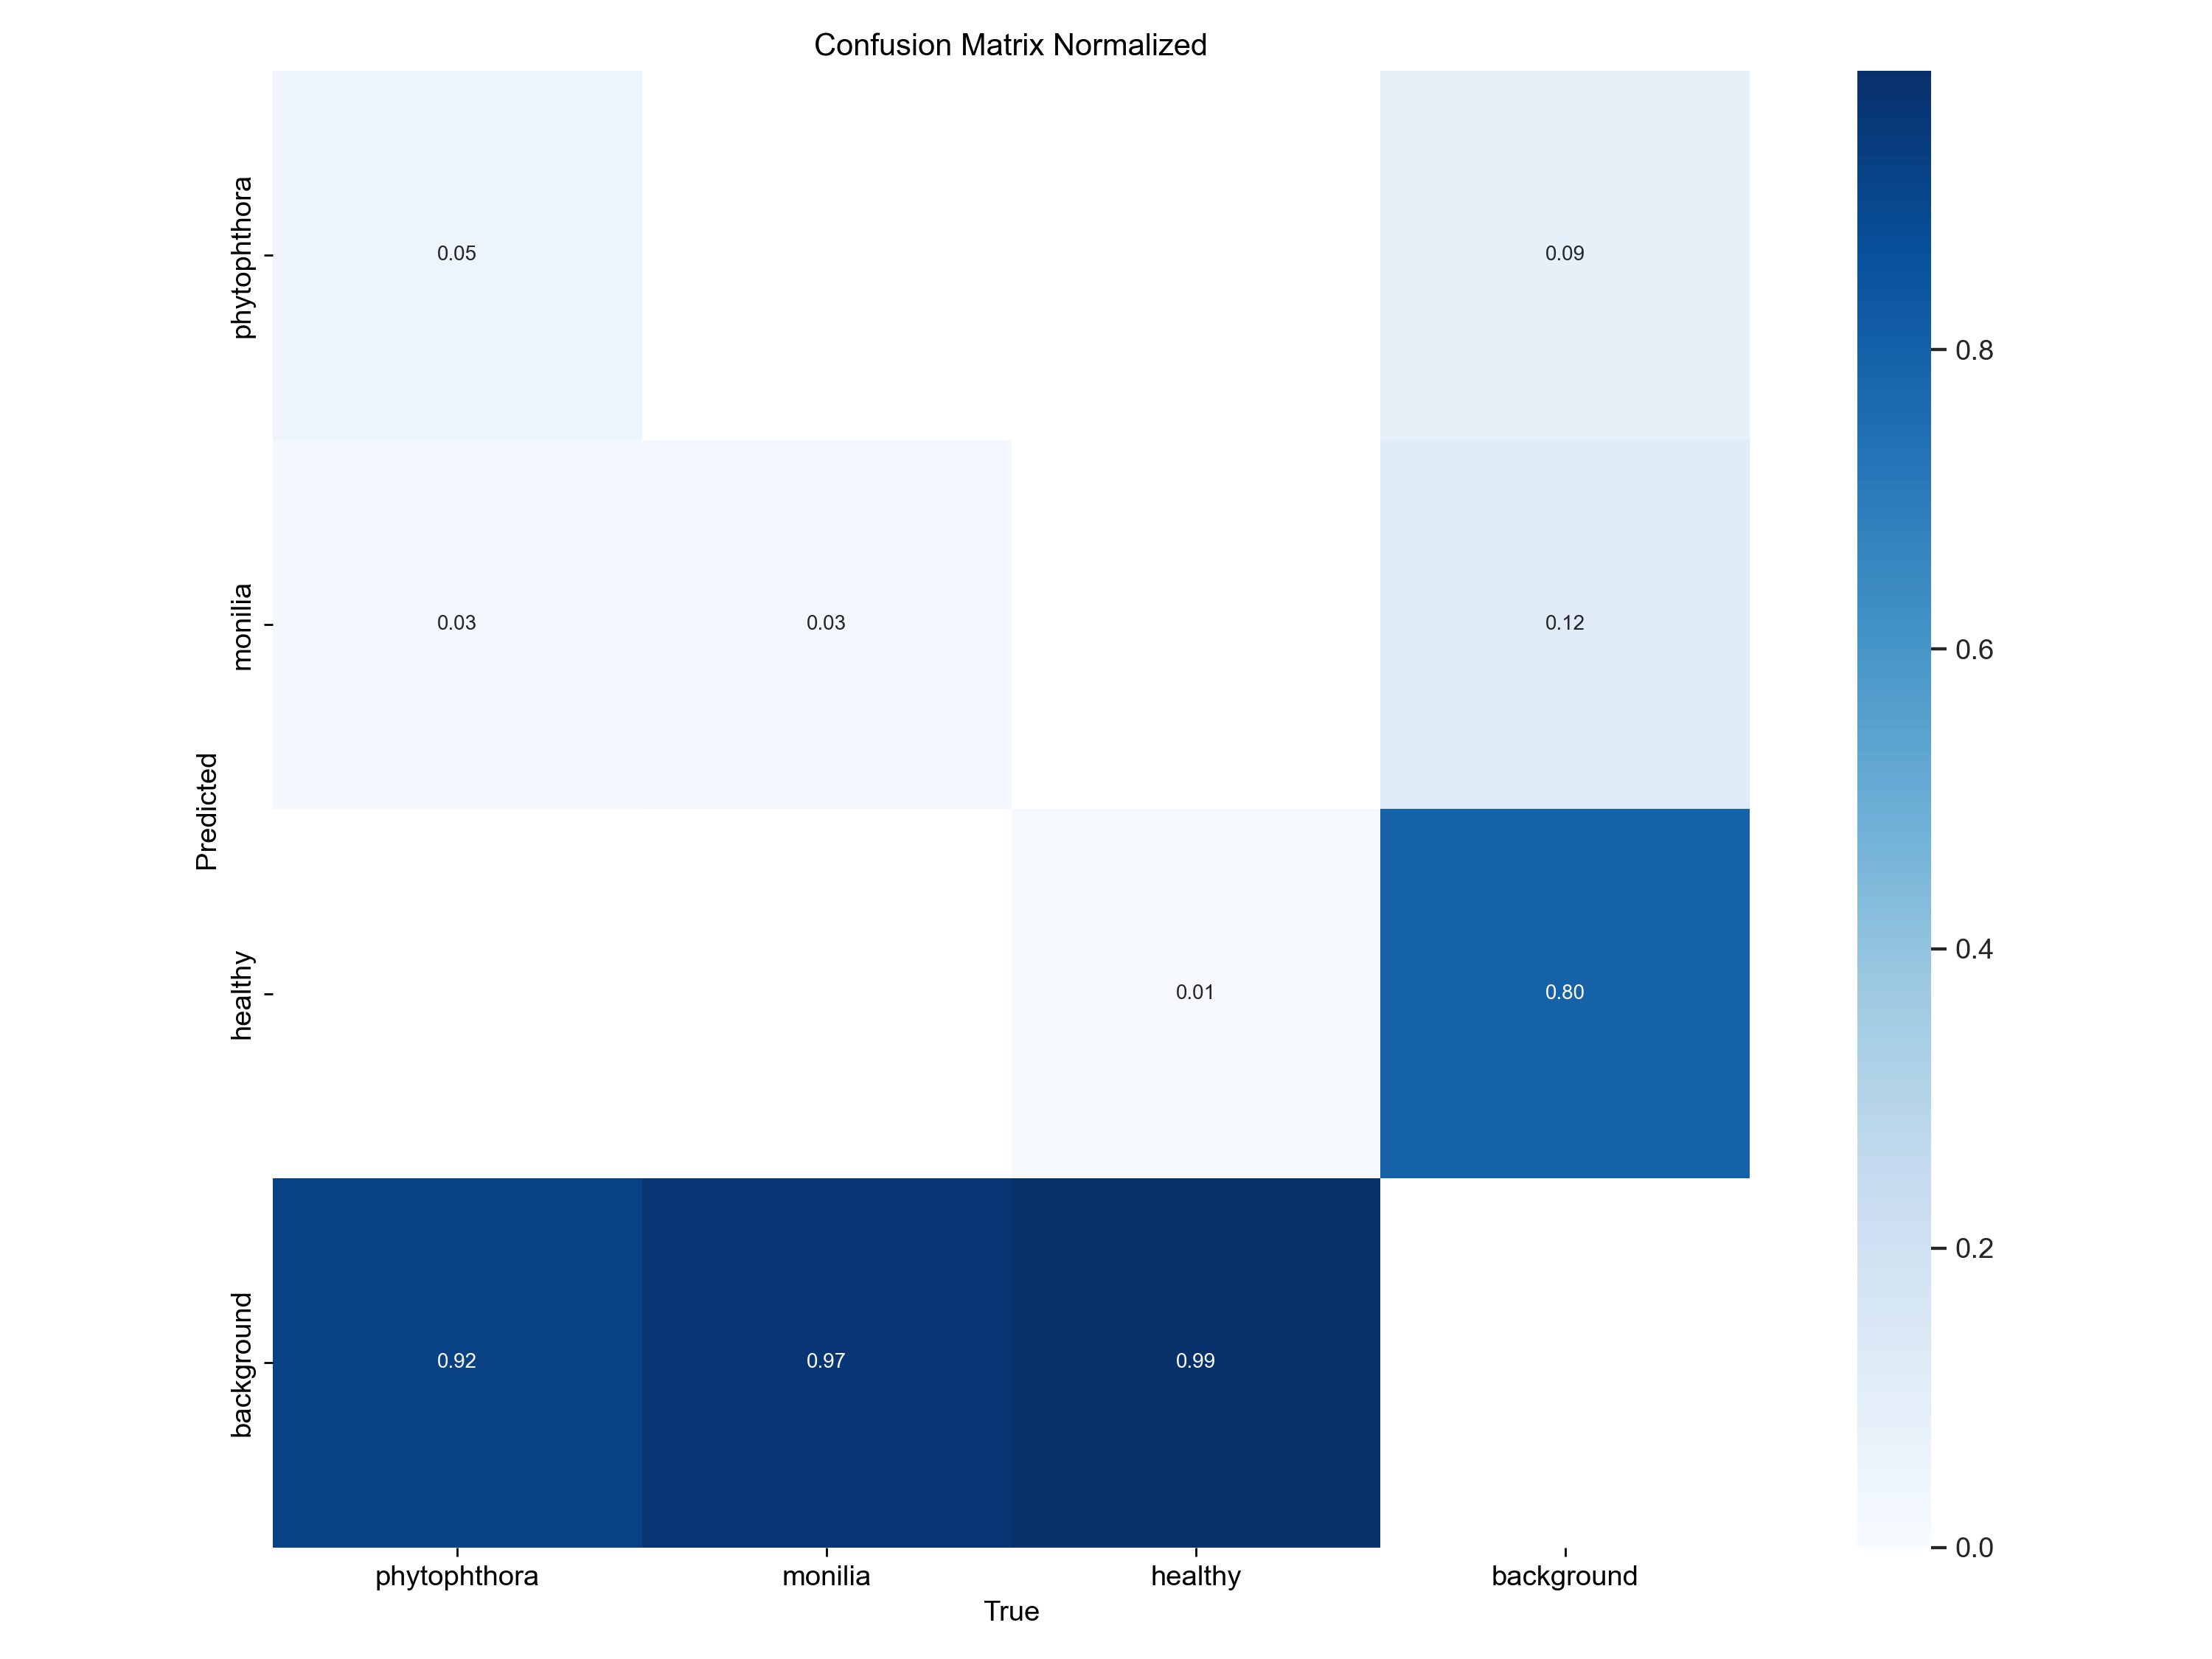 Confusion Matrix Normalized
phytophthora
0.05
0.09
monilia
0.03
0.03
0.12
healthy
0.01
0.80
background
0.92
0.97
0.99
Predicted
phytophthora
monilia
healthy
background
True
0.8
0.6
0.4
0.2
0.0